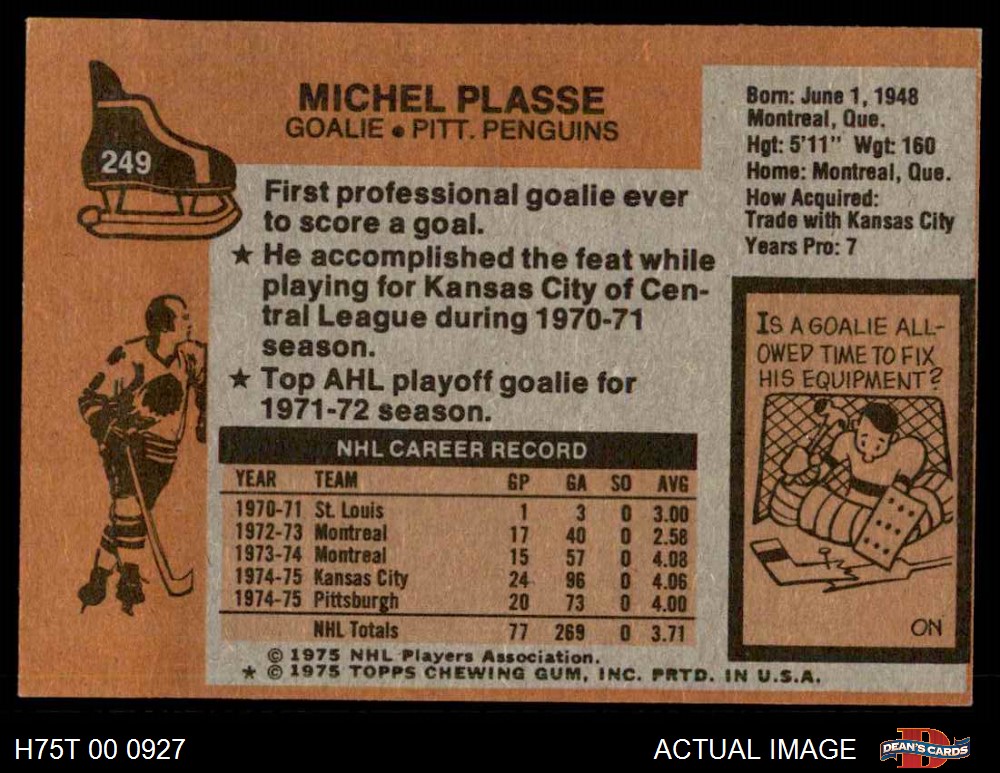 MICHEL PLASSE
GOALIE • PITT. PENGUINS
249
First professional goalie ever
to score a goal.
★ He accomplished the feat while
playing for Kansas City of Cen-
tral League during 1970-71
season.
★ Top AHL playoff goalie for
1971-72 season.
Born: June 1, 1948
Montreal, Que.
Hgt: 5'11" Wgt: 160
Home: Montreal, Que.
How Acquired:
Trade with Kansas City
Years Pro: 7
IS A GOALIE ALL-
OWED TIME TO FIX
HIS EQUIPMENT?
ON
NHL CAREER RECORD
YEAR TEAM GP GA SO AVG
1970-71 St. Louis 1 3 0 3.00
1972-73 Montreal 17 40 0 2.58
1973-74 Montreal 15 57 0 4.08
1974-75 Kansas City 24 96 0 4.06
1974-75 Pittsburgh 20 73 0 4.00
NHL Totals 77 269 0 3.71
© 1975 NHL Players Association.
★ © 1975 TOPPS CHEWING GUM, INC. PRTD. IN U.S.A.
H75T 00 0927
ACTUAL IMAGE
D
DEAN'S CARDS